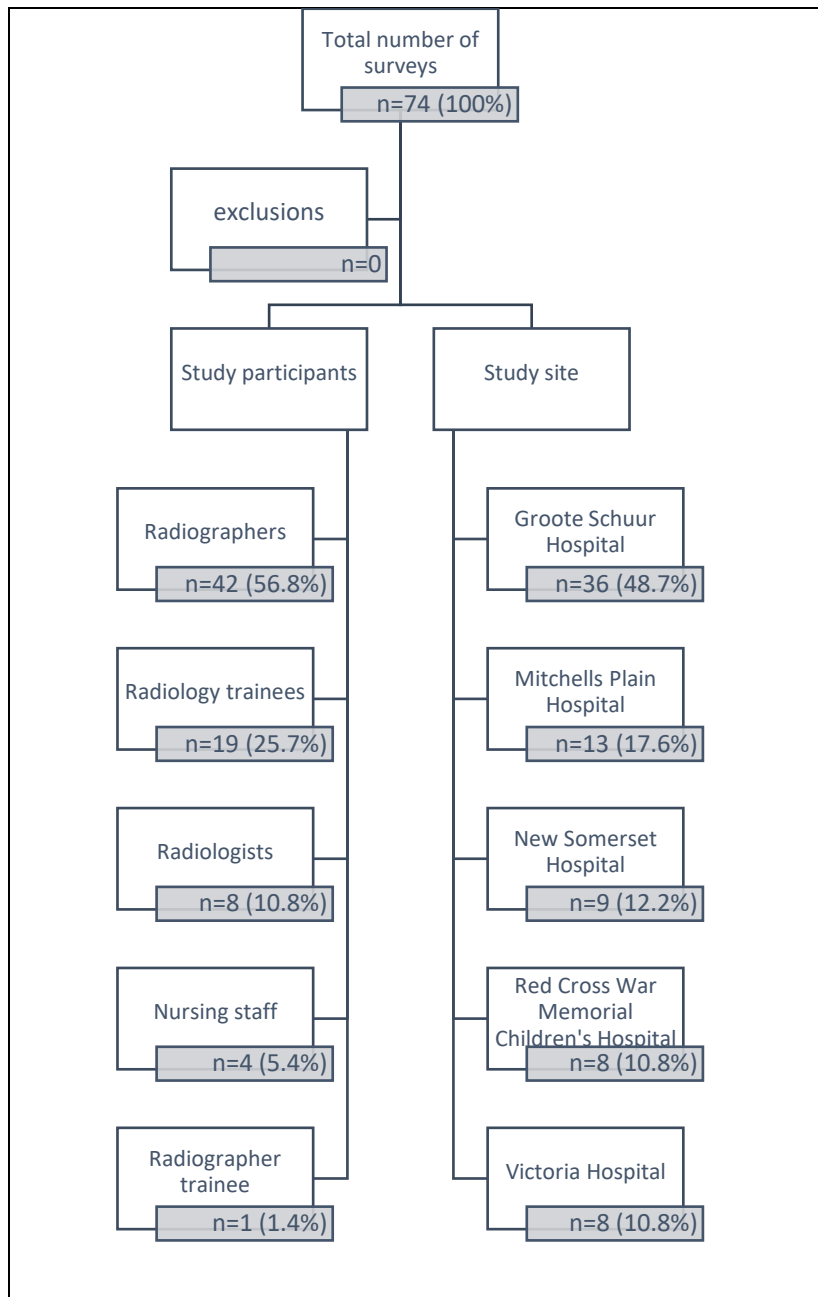 Total number of
surveys
n=74 (100%)
exclusions
n=0
Study participants
Study site
Radiographers
n=42 (56.8%)
Radiology trainees
n=19 (25.7%)
Radiologists
n=8 (10.8%)
Nursing staff
n=4 (5.4%)
Radiographer
trainee
n=1 (1.4%)
Groote Schuur
Hospital
n=36 (48.7%)
Mitchells Plain
Hospital
n=13 (17.6%)
New Somerset
Hospital
n=9 (12.2%)
Red Cross War
Memorial
Children's Hospital
n=8 (10.8%)
Victoria Hospital
n=8 (10.8%)